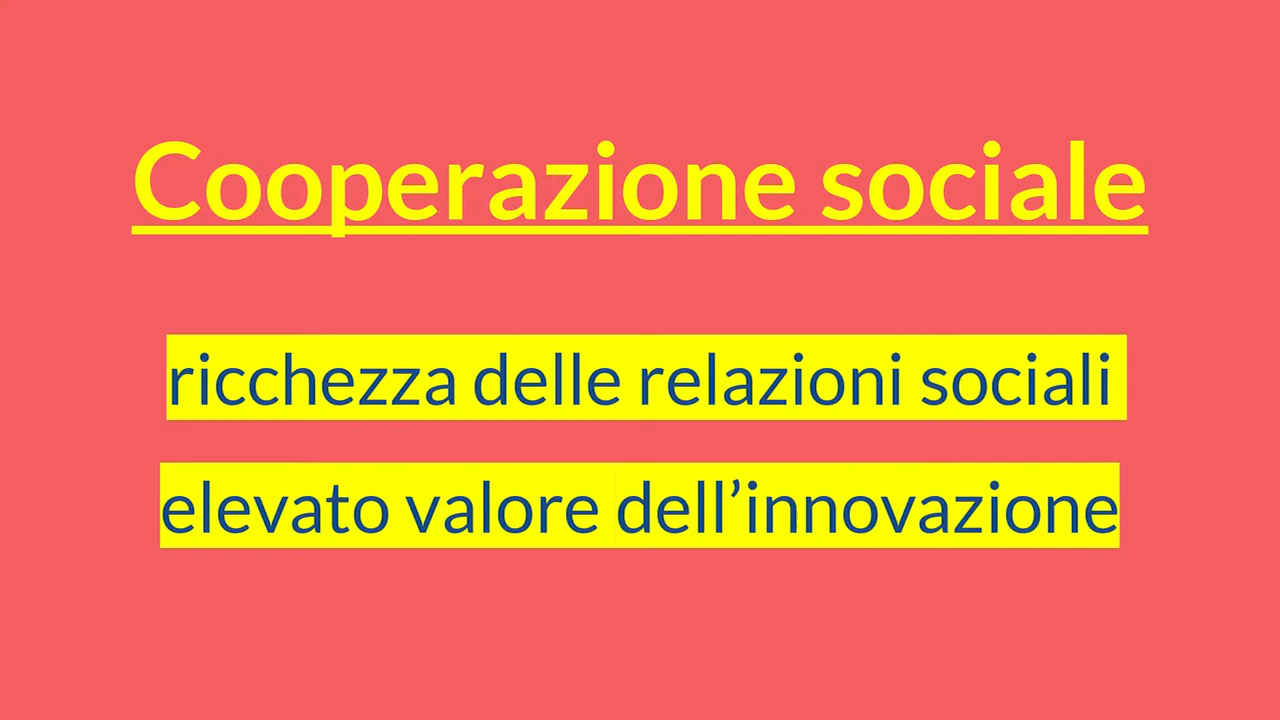 Cooperazione sociale
ricchezza delle relazioni sociali
elevato valore dell’innovazione